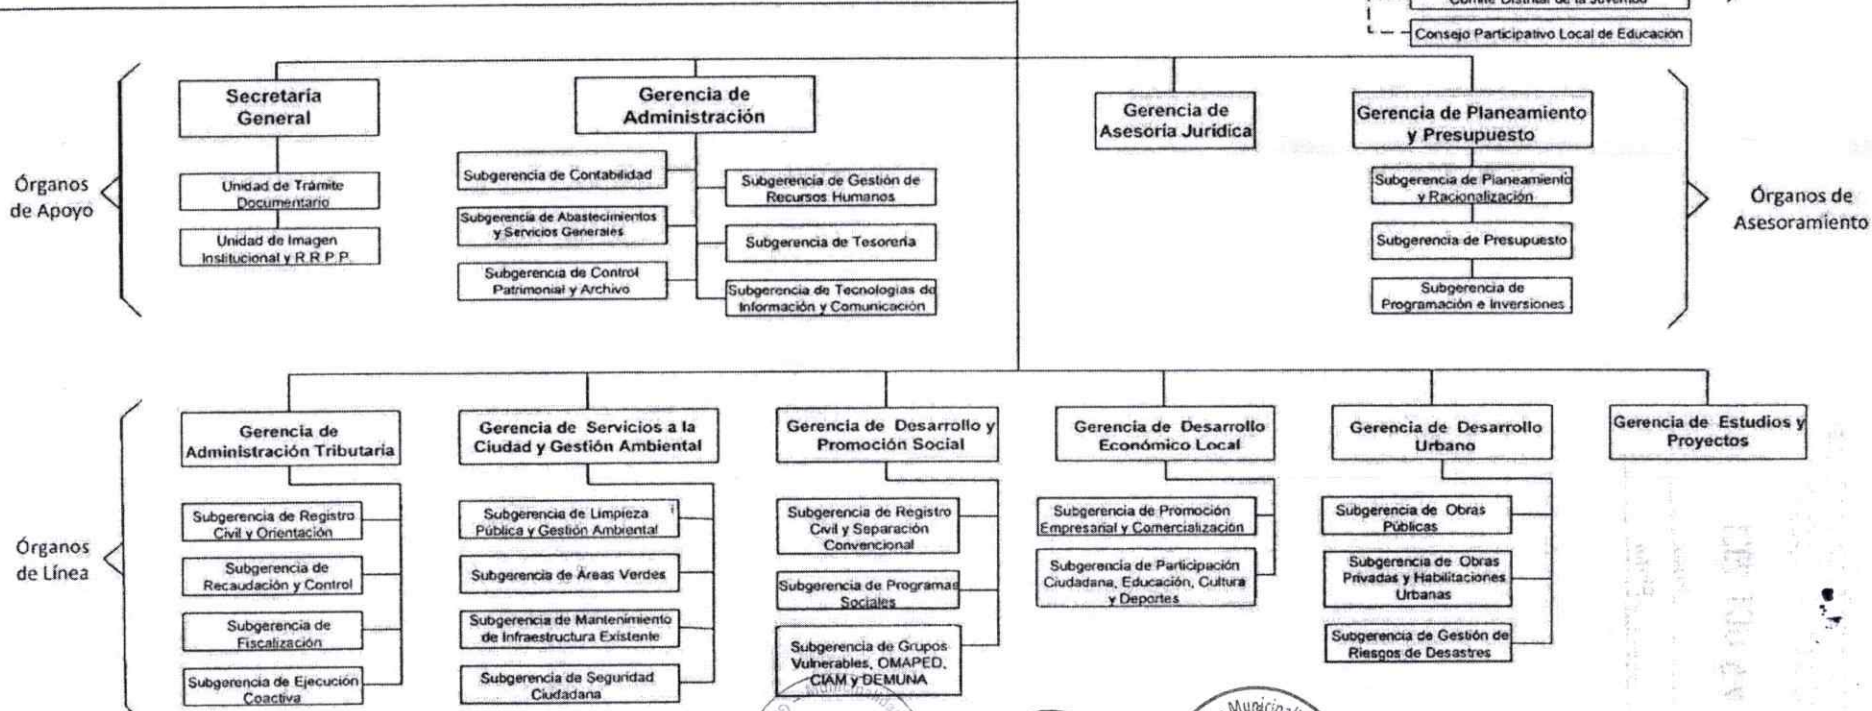 Comité Distrital de la Juventud
Consejo Participativo Local de Educación
Órganos
de Apoyo
Secretaría
General
Unidad de Trámite
Documentario
Unidad de Imagen
Institucional y R.R.P.P.
Gerencia de
Administración
Subgerencia de Contabilidad
Subgerencia de Abastecimientos
y Servicios Generales
Subgerencia de Control
Patrimonial y Archivo
Subgerencia de Gestión de
Recursos Humanos
Subgerencia de Tesorería
Subgerencia de Tecnologías de
Información y Comunicación
Gerencia de
Asesoría Jurídica
Gerencia de Planeamiento
y Presupuesto
Subgerencia de Planeamiento
y Racionalización
Subgerencia de Presupuesto
Subgerencia de
Programación e Inversiones
Órganos de
Asesoramiento
Órganos
de Línea
Gerencia de
Administración Tributaria
Subgerencia de Registro
Civil y Orientación
Subgerencia de
Recaudación y Control
Subgerencia de
Fiscalización
Subgerencia de Ejecución
Coactiva
Gerencia de Servicios a la
Ciudad y Gestión Ambiental
Subgerencia de Limpieza
Pública y Gestión Ambiental
Subgerencia de Áreas Verdes
Subgerencia de Mantenimiento
de Infraestructura Existente
Subgerencia de Seguridad
Ciudadana
Gerencia de Desarrollo y
Promoción Social
Subgerencia de Registro
Civil y Separación
Convencional
Subgerencia de Programas
Sociales
Subgerencia de Grupos
Vulnerables, OMAPED,
CIAM y DEMUNA
Gerencia de Desarrollo
Económico Local
Subgerencia de Promoción
Empresarial y Comercialización
Subgerencia de Participación
Ciudadana, Educación, Cultura
y Deportes
Gerencia de Desarrollo
Urbano
Subgerencia de Obras
Públicas
Subgerencia de Obras
Privadas y Habilitaciones
Urbanas
Subgerencia de Gestión de
Riesgos de Desastres
Gerencia de Estudios y
Proyectos